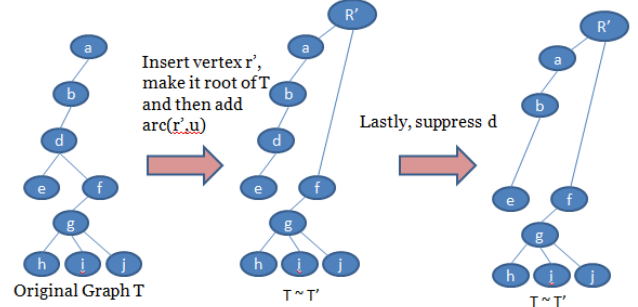 a
b
d
e
f
g
h
i
j
Original Graph T
Insert vertex r’,
make it root of T
and then add
arc(r’,u)
R’
a
b
d
e
f
g
h
i
j
T ~ T’
Lastly, suppress d
R’
a
b
e
f
g
h
i
j
T ~ T’